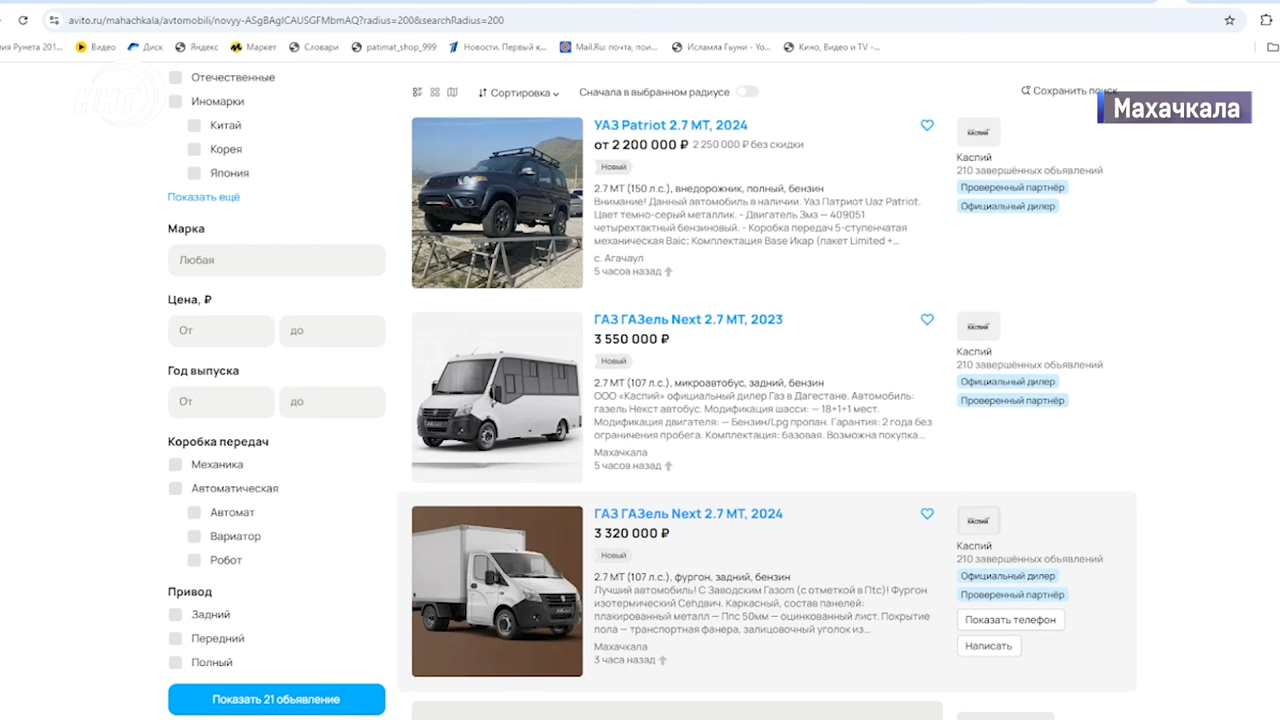 avito.ru/mahachkala/avtomobili/novyy-ASgBAgICAUSGFMbmAQ?radius=200&searchRadius=200
ия Рунета 201...
Видео
Диск
Яндекс
Маркет
Словари
patimat_shop_999
Новости. Первый к...
Mail.Ru: почта, пои...
Исламла Гьуни - Yo...
Кино, Видео и TV -...
ННТ
Махачкала
Отечественные
Иномарки
Китай
Корея
Япония
Показать ещё
Марка
Любая
Цена, ₽
От
до
Год выпуска
От
до
Коробка передач
Механика
Автоматическая
Автомат
Вариатор
Робот
Привод
Задний
Передний
Полный
Показать 21 объявление
Сортировка
Сначала в выбранном радиусе
Сохранить поиск
УАЗ Patriot 2.7 MT, 2024
от 2 200 000 ₽ 2 250 000 ₽ без скидки
Новый
2.7 MT (150 л.с.), внедорожник, полный, бензин
Внимание! Данный автомобиль в наличии. Уаз Патриот Uaz Patriot.
Цвет темно-серый металлик. - Двигатель Змз — 409051
четырехтактный бензиновый. - Коробка передач 5-ступенчатая
механическая Baic; Комплектация Base Икар (пакет Limited +...
с. Агачаул
5 часов назад
КАСПИЙ
Каспий
210 завершённых объявлений
Проверенный партнёр
Официальный дилер
ГАЗ ГАЗель Next 2.7 MT, 2023
3 550 000 ₽
Новый
2.7 MT (107 л.с.), микроавтобус, задний, бензин
ООО «Каспий» официальный дилер Газ в Дагестане. Автомобиль:
газель Некст автобус. Модификация шасси: — 18+1+1 мест.
Модификация двигателя: — Бензин/Lpg пропан. Гарантия: 2 года без
ограничения пробега. Комплектация: базовая. Возможна покупка...
Махачкала
5 часов назад
КАСПИЙ
Каспий
210 завершённых объявлений
Официальный дилер
Проверенный партнёр
ГАЗ ГАЗель Next 2.7 MT, 2024
3 320 000 ₽
Новый
2.7 MT (107 л.с.), фургон, задний, бензин
Лучший автомобиль! С Заводским Газom (с отметкой в Птс)! Фургон
изотермический Сеhдвич. Каркасный, состав панелей:
плакированный металл — Ппс 50мм — оцинкованный лист. Покрытие
пола — транспортная фанера, залицовочный уголок из...
Махачкала
3 часа назад
КАСПИЙ
Каспий
210 завершённых объявлений
Официальный дилер
Проверенный партнёр
Показать телефон
Написать